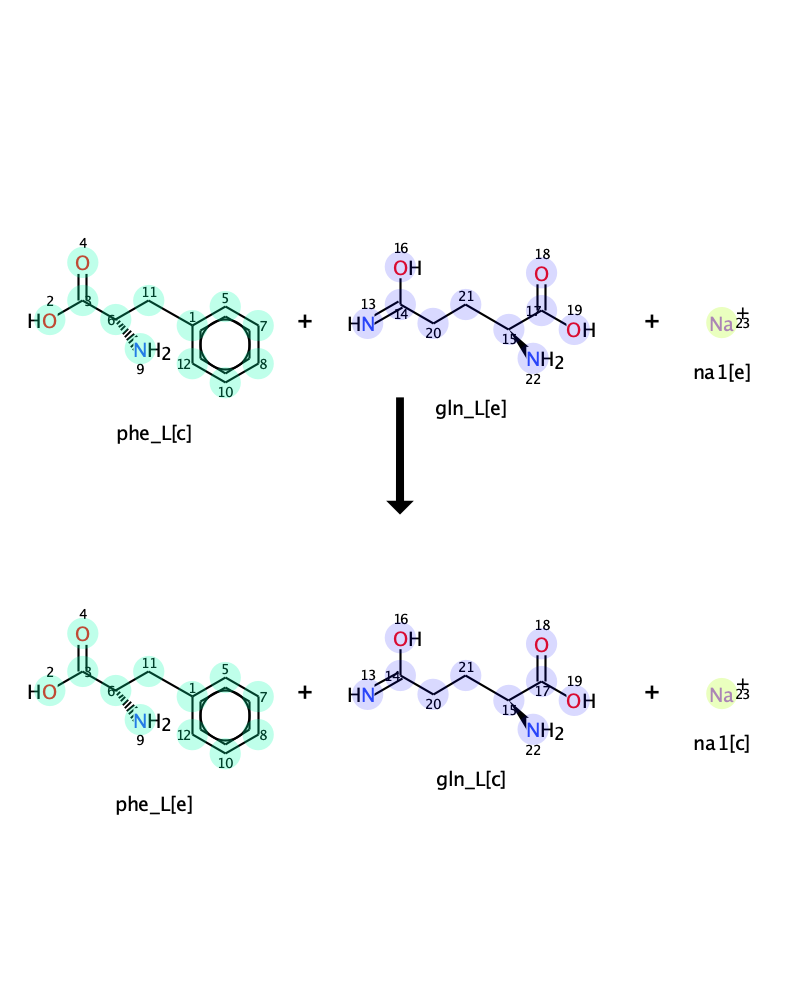 4
2 3 11 5
HO O 6 1 7
NH2 12 8
9 10
phe_L[c]
+
16 18
OH O
13 14 21 17 19
HN 20 15 OH
NH2
22
gln_L[e]
+
Na+ 23
na1[e]
4
2 3 11 5
HO O 6 1 7
NH2 12 8
9 10
phe_L[e]
+
16 18
OH O
13 14 21 17 19
HN 20 15 OH
NH2
22
gln_L[c]
+
Na+ 23
na1[c]